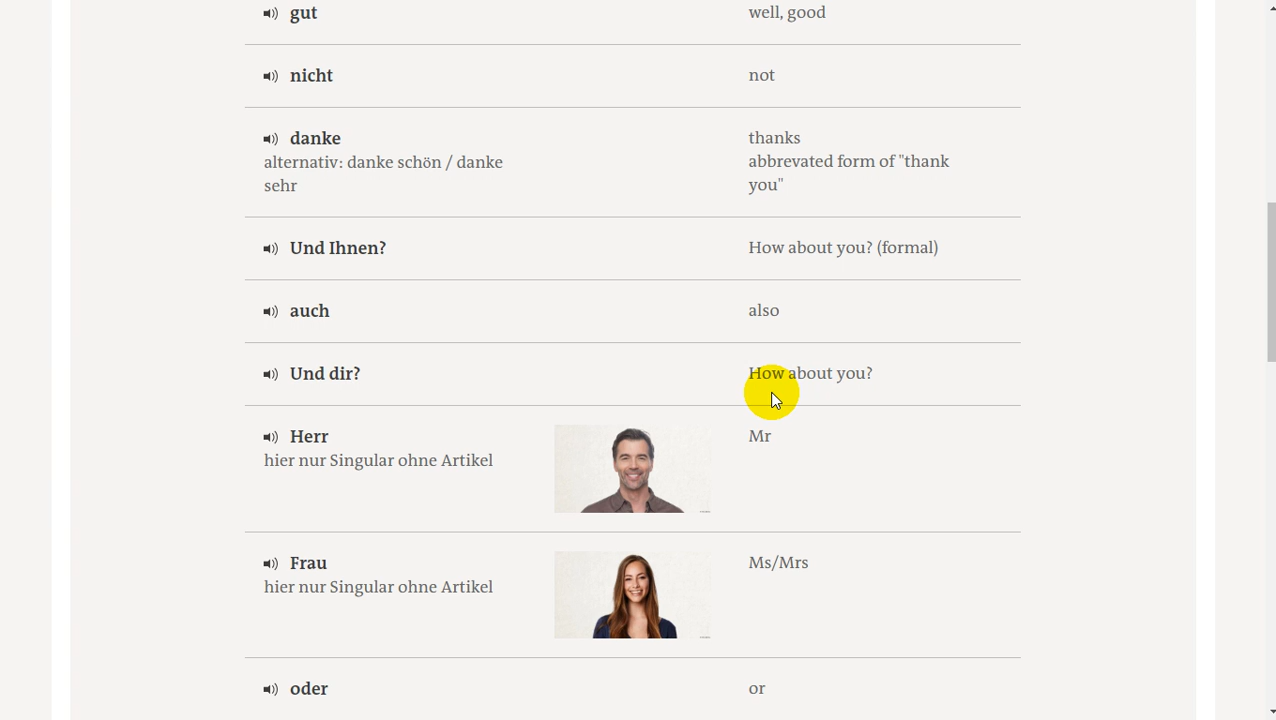 gut
well, good
nicht
not
danke
thanks
alternativ: danke schön / danke
sehr
abbrevated form of "thank
you"
Und Ihnen?
How about you? (formal)
auch
also
Und dir?
How about you?
Herr
Mr
hier nur Singular ohne Artikel
Frau
Ms/Mrs
hier nur Singular ohne Artikel
oder
or